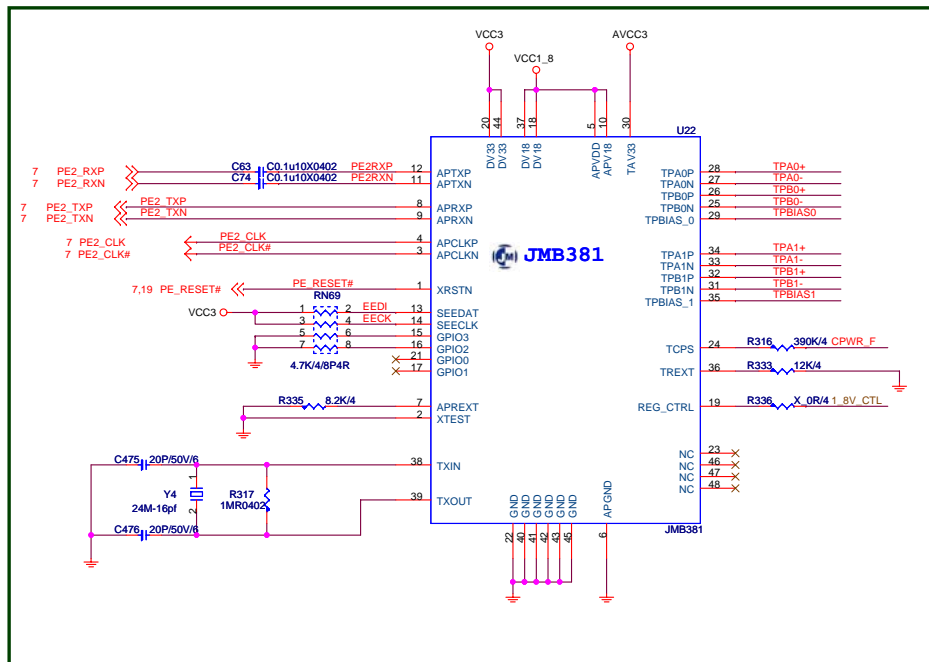 VCC3
AVCC3
VCC1_8
20
44
37
18
5
10
30
U22
DV33
DV33
DV18
DV18
APVDD
APV18
TAV33
7 PE2_RXP
C63 C0.1u10X0402 PE2RXP 12 APTXP
7 PE2_RXN
C74 C0.1u10X0402 PE2RXN 11 APTXN
7 PE2_TXP PE2_TXP 8 APRXP
7 PE2_TXN PE2_TXN 9 APRXN
7 PE2_CLK PE2_CLK 4 APCLKP
7 PE2_CLK# PE2_CLK# 3 APCLKN
7,19 PE_RESET# PE_RESET# 1 XRSTN
RN69
VCC3 1 2 EEDI 13 SEEDAT
3 4 EECK 14 SEECLK
5 6 15 GPIO3
7 8 16 GPIO2
21 GPIO0
17 GPIO1
4.7K/4/8P4R
R335 8.2K/4 7 APREXT
2 XTEST
C475 20P/50V/6 38 TXIN
1
Y4
24M-16pf
2
R317
1MR0402
39 TXOUT
C476 20P/50V/6
JM JMB381
TPA0P 28 TPA0+
TPA0N 27 TPA0-
TPB0P 26 TPB0+
TPB0N 25 TPB0-
TPBIAS_0 29 TPBIAS0
TPA1P 34 TPA1+
TPA1N 33 TPA1-
TPB1P 32 TPB1+
TPB1N 31 TPB1-
TPBIAS_1 35 TPBIAS1
TCPS 24 R316 390K/4 CPWR_F
TREXT 36 R333 12K/4
REG_CTRL 19 R336 X_0R/4 1_8V_CTL
NC 23
NC 46
NC 47
NC 48
GND
GND
GND
GND
GND
GND
APGND
22
40
41
42
43
45
6
JMB381